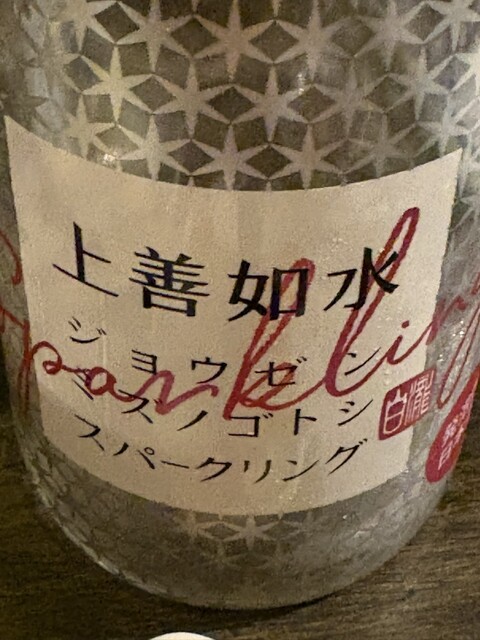 上善如水
Sparkling
ジョウゼン
ミズノゴトシ
スパークリング
白瀧